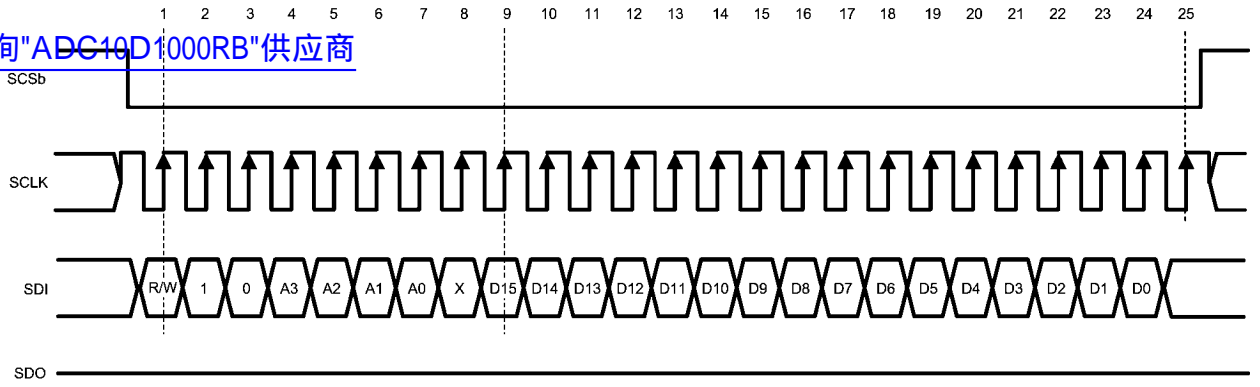 1 2 3 4 5 6 7 8 9 10 11 12 13 14 15 16 17 18 19 20 21 22 23 24 25
询"ADC10D1000RB"供应商
SCSb
SCLK
SDI R/W 1 0 A3 A2 A1 A0 X D15 D14 D13 D12 D11 D10 D9 D8 D7 D6 D5 D4 D3 D2 D1 D0
SDO